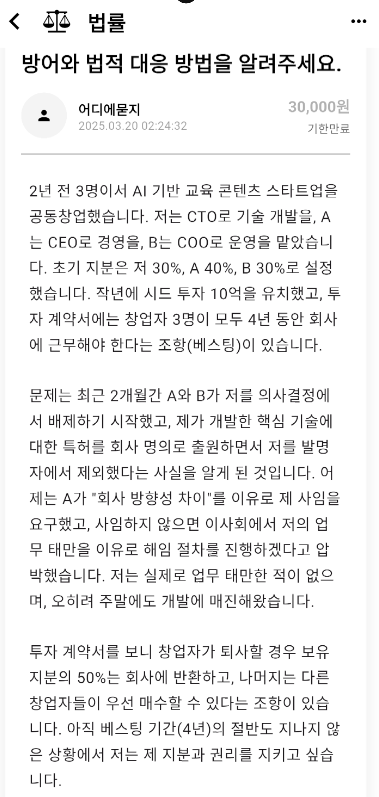 법률
방어와 법적 대응 방법을 알려주세요.
어디에묻지
30,000원
2025.03.20 02:24:32
기한만료
2년 전 3명이서 AI 기반 교육 콘텐츠 스타트업을
공동창업했습니다. 저는 CTO로 기술 개발을, A
는 CEO로 경영을, B는 COO로 운영을 맡았습니
다. 초기 지분은 저 30%, A 40%, B 30%로 설정
했습니다. 작년에 시드 투자 10억을 유치했고, 투
자 계약서에는 창업자 3명이 모두 4년 동안 회사
에 근무해야 한다는 조항(베스팅)이 있습니다.
문제는 최근 2개월간 A와 B가 저를 의사결정에
서 배제하기 시작했고, 제가 개발한 핵심 기술에
대한 특허를 회사 명의로 출원하면서 저를 발명
자에서 제외했다는 사실을 알게 된 것입니다. 어
제는 A가 "회사 방향성 차이"를 이유로 제 사임을
요구했고, 사임하지 않으면 이사회에서 저의 업
무 태만을 이유로 해임 절차를 진행하겠다고 압
박했습니다. 저는 실제로 업무 태만한 적이 없으
며, 오히려 주말에도 개발에 매진해왔습니다.
투자 계약서를 보니 창업자가 퇴사할 경우 보유
지분의 50%는 회사에 반환하고, 나머지는 다른
창업자들이 우선 매수할 수 있다는 조항이 있습
니다. 아직 베스팅 기간(4년)의 절반도 지나지 않
은 상황에서 저는 제 지분과 권리를 지키고 싶습
니다.